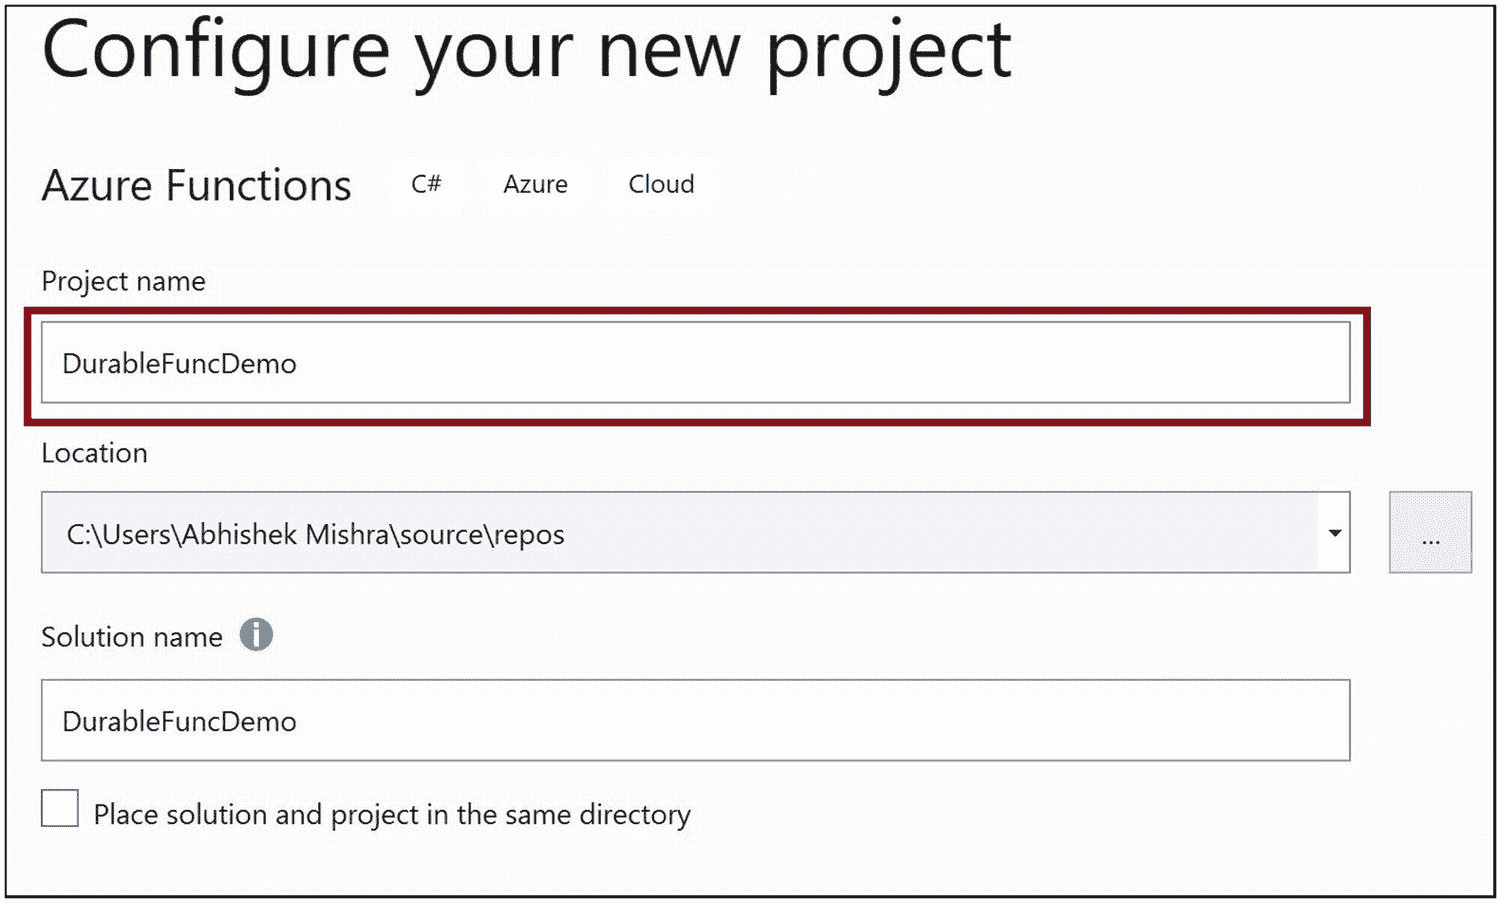 Configure your new project
Azure Functions C# Azure Cloud
Project name
DurableFuncDemo
Location
C:\Users\Abhishek Mishra\source\repos
...
Solution name i
DurableFuncDemo
Place solution and project in the same directory